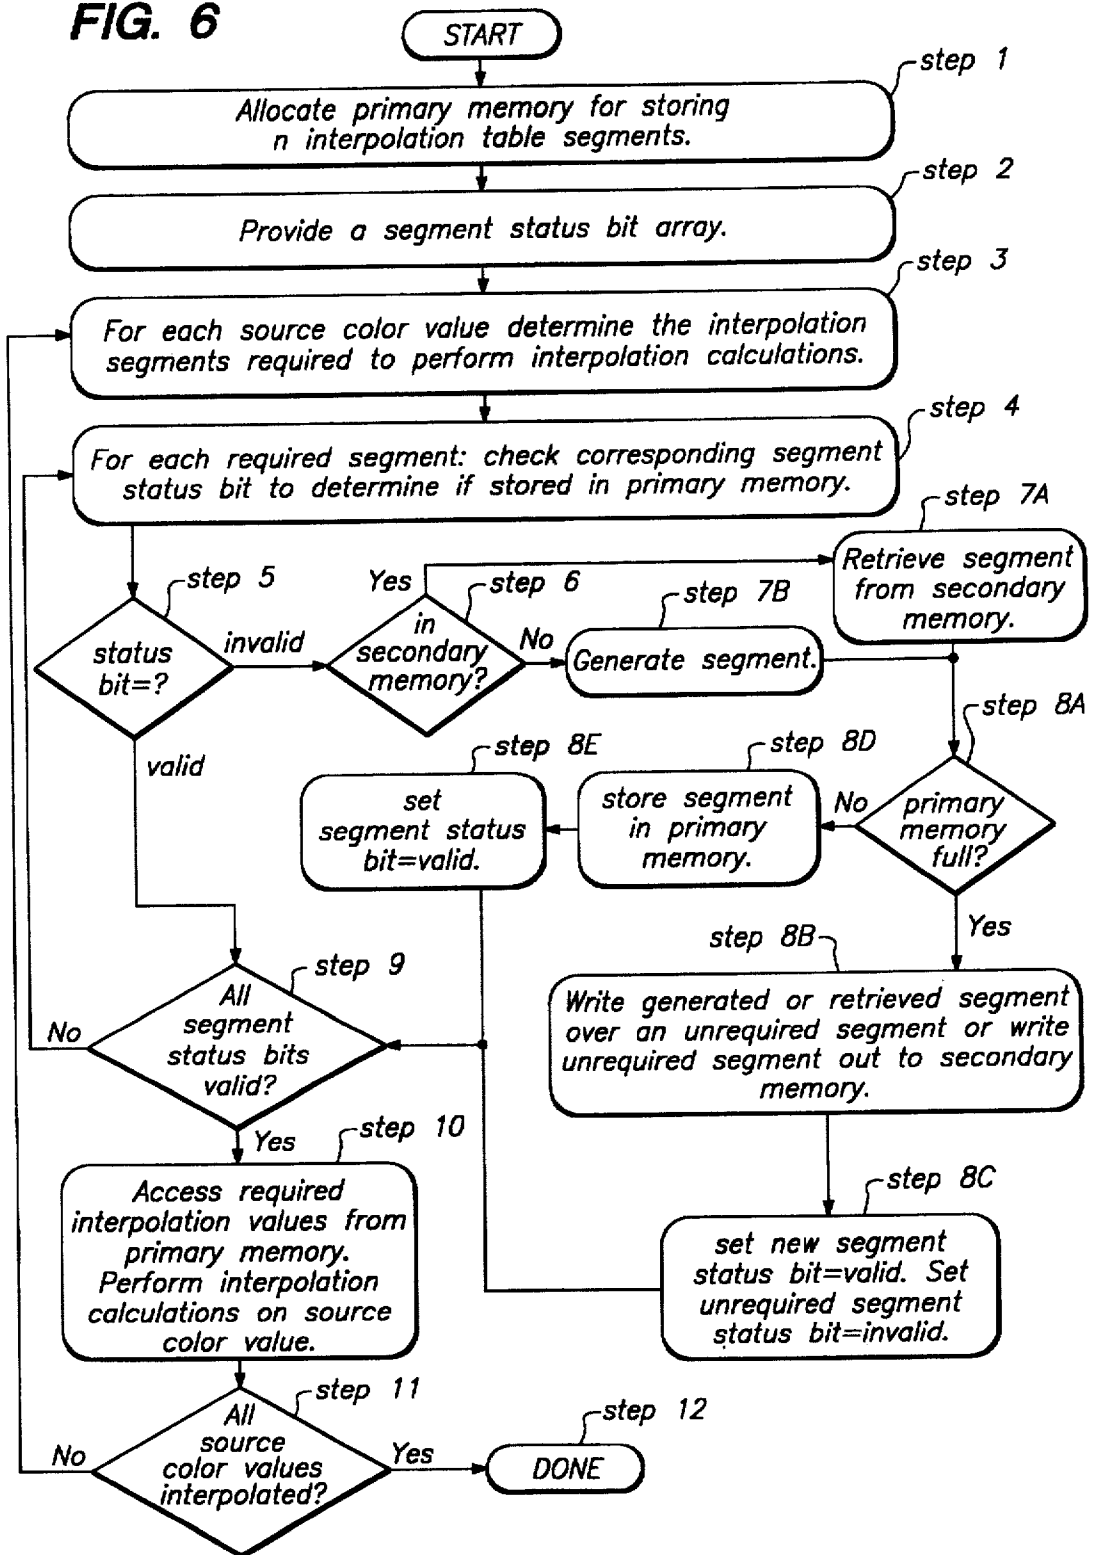 FIG. 6
START
step 1
Allocate primary memory for storing
n interpolation table segments.
step 2
Provide a segment status bit array.
step 3
For each source color value determine the interpolation
segments required to perform interpolation calculations.
step 4
For each required segment: check corresponding segment
status bit to determine if stored in primary memory.
step 5
status
bit=?
invalid
valid
step 6
in
secondary
memory?
Yes
No
step 7A
Retrieve segment
from secondary
memory.
step 7B
Generate segment.
step 8A
primary
memory
full?
No
Yes
step 8D
store segment
in primary
memory.
step 8E
set
segment status
bit=valid.
step 8B
Write generated or retrieved segment
over an unrequired segment or write
unrequired segment out to secondary
memory.
step 8C
set new segment
status bit=valid. Set
unrequired segment
status bit=invalid.
step 9
All
segment
status bits
valid?
No
Yes
step 10
Access required
interpolation values from
primary memory.
Perform interpolation
calculations on source
color value.
step 11
All
source
color values
interpolated?
No
Yes
step 12
DONE